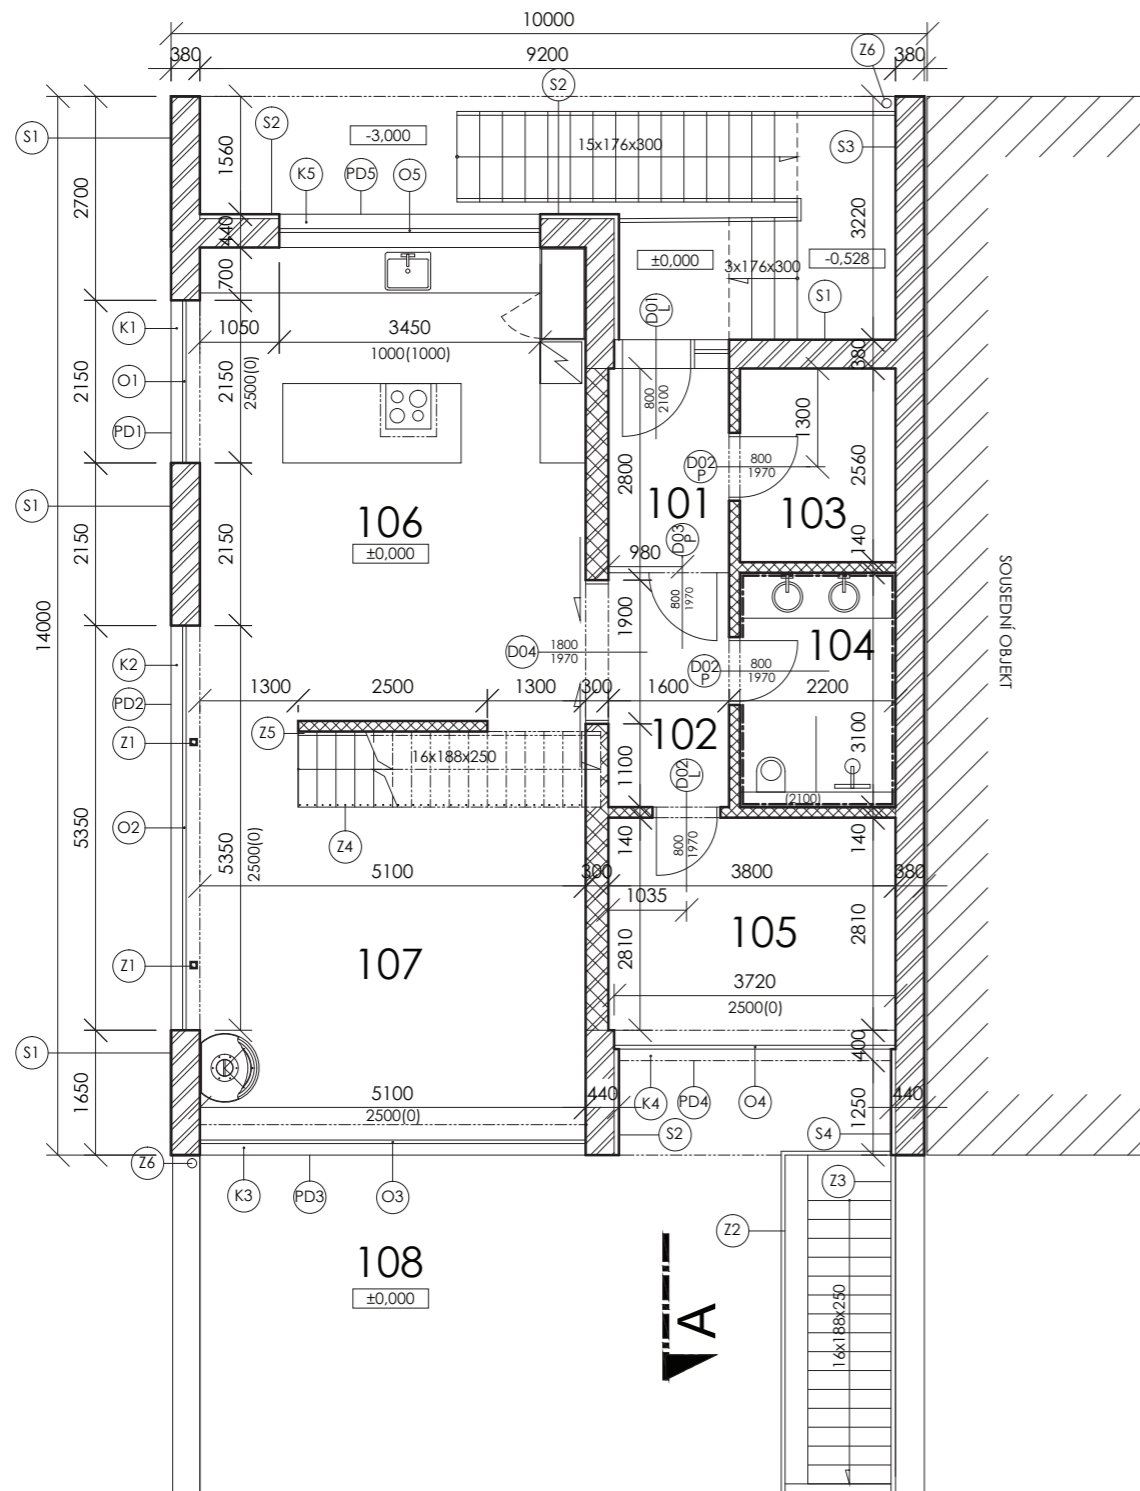 10000
380
9200
380
Z6
S2
S1
S2
-3,000
15x176x300
S3
1560
K5
PD5
O5
2700
3220
440
±0,000
-0,528
3x176x300
700
S1
D01
L
K1
1050
3450
1000(1000)
380
O1
2150
2150
2500(0)
800
2100
1300
PD1
D02
P
800
1970
2560
2800
101
103
S1
106
±0,000
2150
2150
D03
P
140
980
SOUSEDNÍ OBJEKT
800
1970
1900
14000
104
D04
1800
1970
K2
D02
P
800
1970
1300
2500
1300
300
1600
2200
PD2
Z5
102
Z1
16x188x250
3100
1100
D02
L
(2100)
O2
5350
5350
2500(0)
Z4
140
800
1970
140
5100
300
3800
380
1035
105
2810
2810
107
Z1
3720
2500(0)
S1
400
K
1650
5100
2500(0)
440
K4
PD4
O4
440
1250
S2
S4
Z6
K3
PD3
O3
Z3
Z2
108
±0,000
A
16x188x250